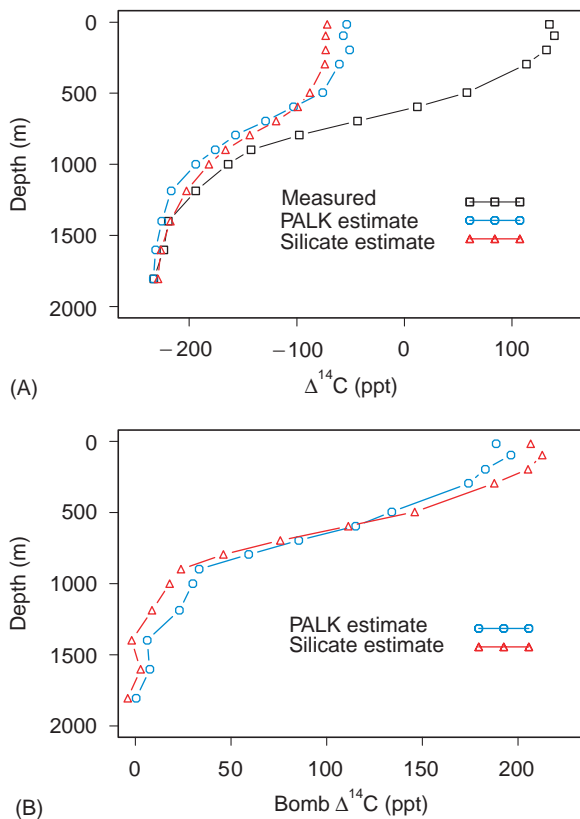 0
500
1000
1500
2000
Depth (m)
Measured
PALK estimate
Silicate estimate
−200
−100
0
100
(A)
Δ¹⁴C (ppt)
0
500
1000
1500
2000
Depth (m)
PALK estimate
Silicate estimate
0
50
100
150
200
(B)
Bomb Δ¹⁴C (ppt)